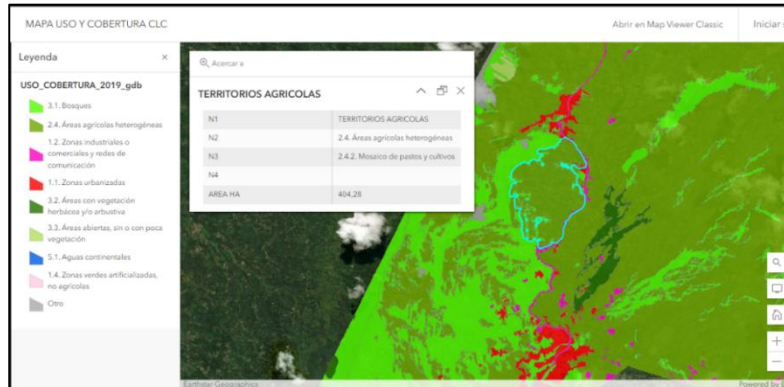 MAPA USO Y COBERTURA CLC
Abrir en Map Viewer Classic
Iniciar
Leyenda
×
USO_COBERTURA_2019_gdb
3.1. Bosques
2.4. Áreas agrícolas heterogéneas
1.2. Zonas industriales o
comerciales y redes de
comunicación
1.1. Zonas urbanizadas
3.2. Áreas con vegetación
herbácea y/o arbustiva
3.3. Áreas abiertas, sin o con poca
vegetación
5.1. Aguas continentales
1.4. Zonas verdes artificializadas,
no agrícolas
Otro
Acercar a
TERRITORIOS AGRICOLAS
N1 TERRITORIOS AGRICOLAS
N2 2.4. Áreas agrícolas heterogéneas
N3 2.4.2. Mosaico de pastos y cultivos
N4
AREA HA 404,28
Earthstar Geographics
Powered by